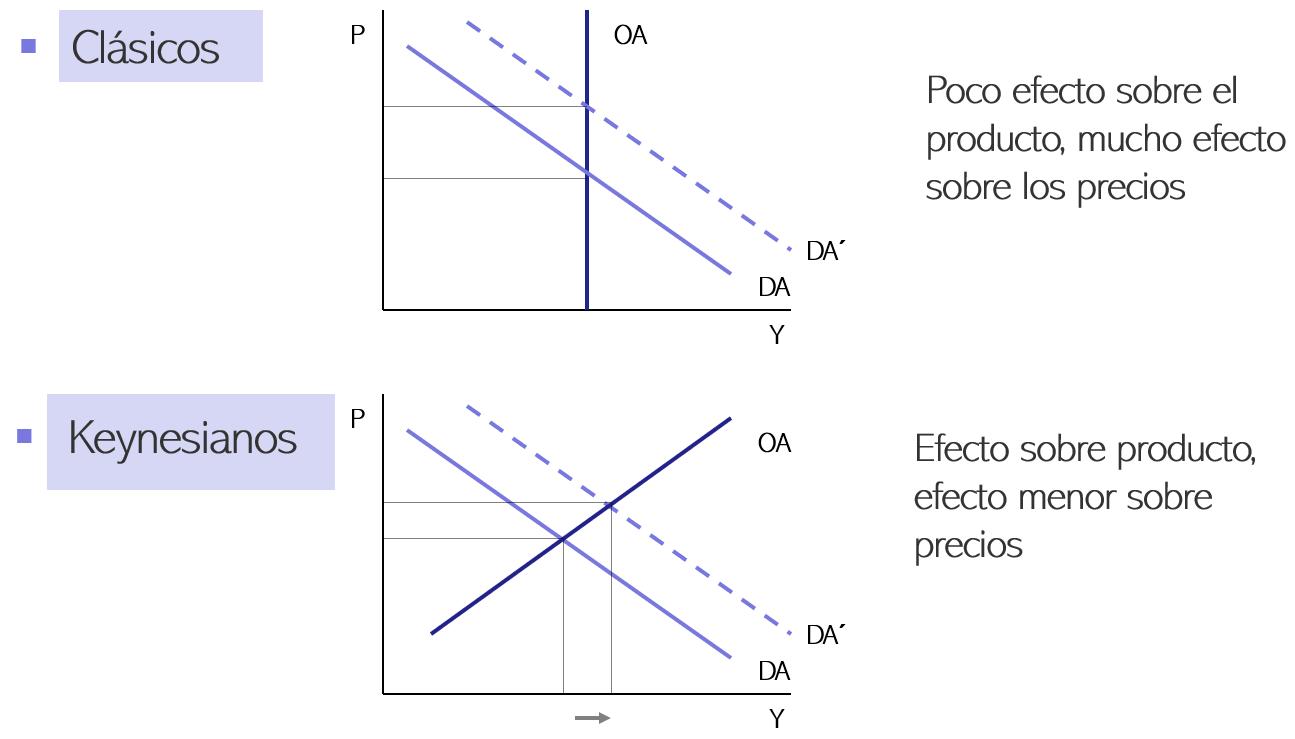 Clásicos
P
OA
Poco efecto sobre el
producto, mucho efecto
sobre los precios
DA´
DA
Y
Keynesianos
P
OA
Efecto sobre producto,
efecto menor sobre
precios
DA´
DA
Y